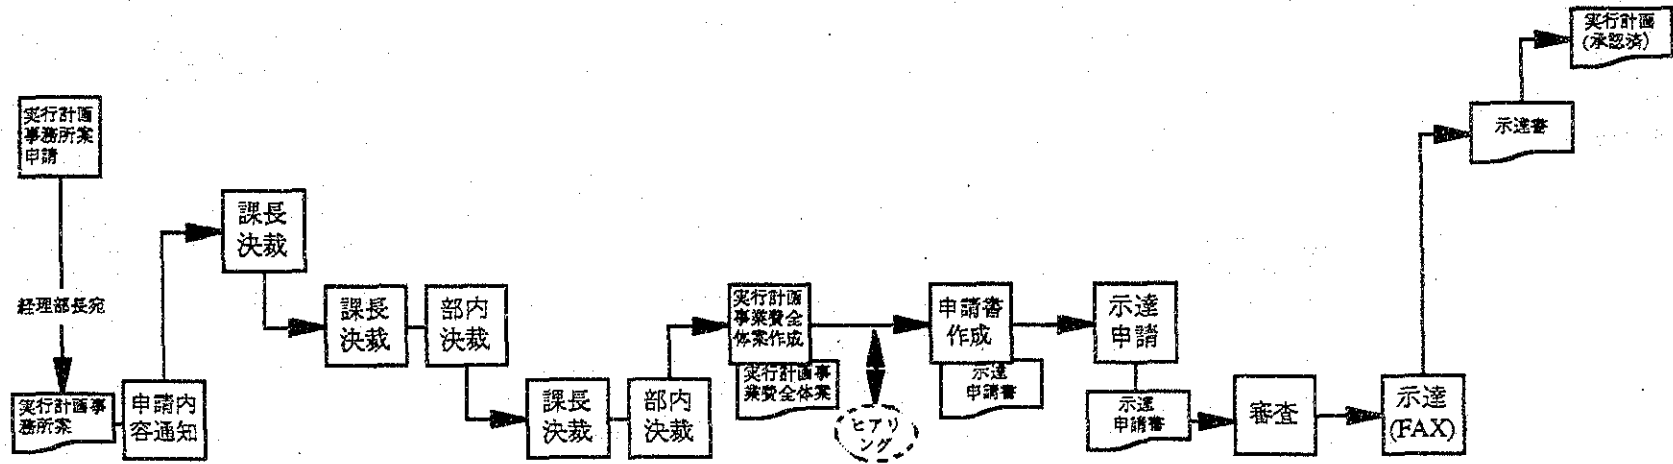 実行計画
事務所案
申請
経理部長宛
実行計画事
務所案
申請内
容通知
課長
決裁
課長
決裁
部内
決裁
課長
決裁
部内
決裁
実行計画
事業費全
体案作成
実行計画事
業費全体案
ヒアリ
ング
申請書
作成
示達
申請書
示達
申請
示達
申請書
審査
示達
(FAX)
示達書
実行計画
(承認済)